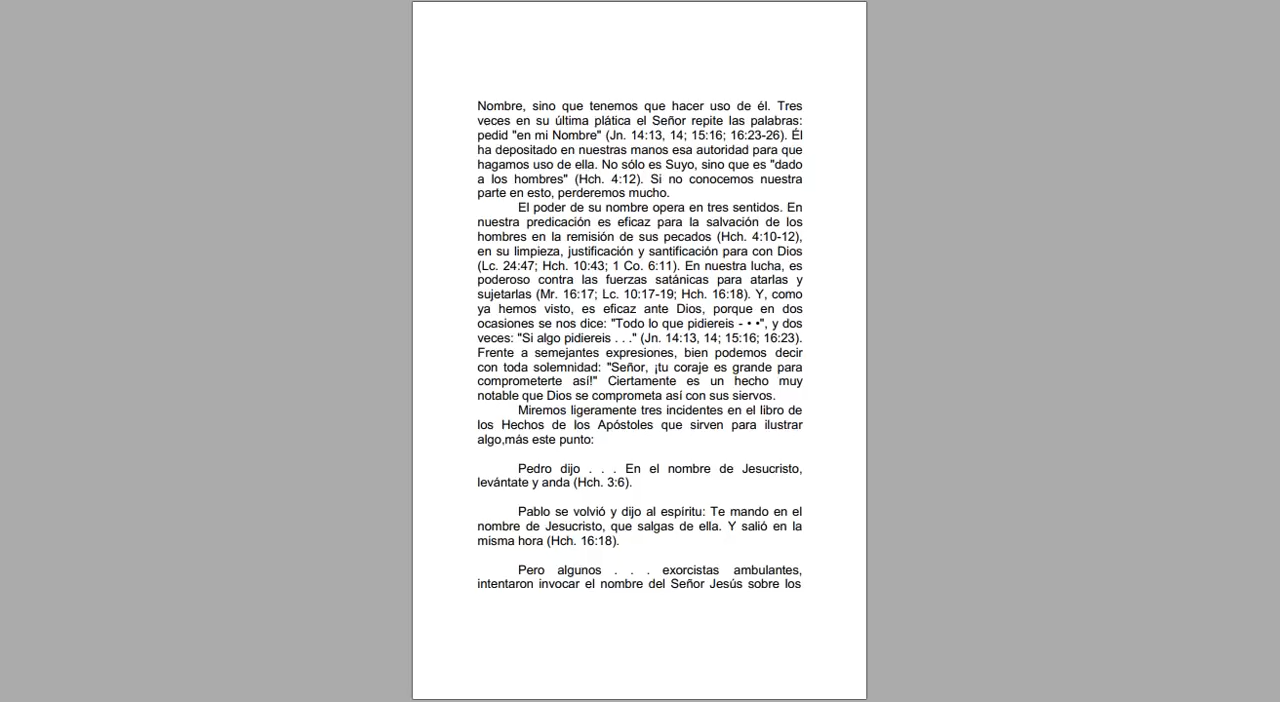 Nombre, sino que tenemos que hacer uso de él. Tres
veces en su última plática el Señor repite las palabras:
pedid "en mi Nombre" (Jn. 14:13, 14; 15:16; 16:23-26). Él
ha depositado en nuestras manos esa autoridad para que
hagamos uso de ella. No sólo es Suyo, sino que es "dado
a los hombres" (Hch. 4:12). Si no conocemos nuestra
parte en esto, perderemos mucho.
El poder de su nombre opera en tres sentidos. En
nuestra predicación es eficaz para la salvación de los
hombres en la remisión de sus pecados (Hch. 4:10-12),
en su limpieza, justificación y santificación para con Dios
(Lc. 24:47; Hch. 10:43; 1 Co. 6:11). En nuestra lucha, es
poderoso contra las fuerzas satánicas para atarlas y
sujetarlas (Mr. 16:17; Lc. 10:17-19; Hch. 16:18). Y, como
ya hemos visto, es eficaz ante Dios, porque en dos
ocasiones se nos dice: "Todo lo que pidiereis - • •", y dos
veces: "Si algo pidiereis . . ." (Jn. 14:13, 14; 15:16; 16:23).
Frente a semejantes expresiones, bien podemos decir
con toda solemnidad: "Señor, ¡tu coraje es grande para
comprometerte así!" Ciertamente es un hecho muy
notable que Dios se comprometa así con sus siervos.
Miremos ligeramente tres incidentes en el libro de
los Hechos de los Apóstoles que sirven para ilustrar
algo,más este punto:
Pedro dijo . . . En el nombre de Jesucristo,
levántate y anda (Hch. 3:6).
Pablo se volvió y dijo al espíritu: Te mando en el
nombre de Jesucristo, que salgas de ella. Y salió en la
misma hora (Hch. 16:18).
Pero algunos . . . exorcistas ambulantes,
intentaron invocar el nombre del Señor Jesús sobre los